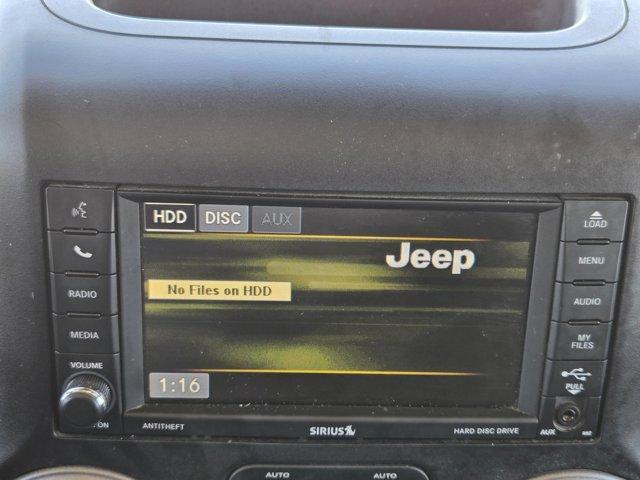 HDD DISC AUX
Jeep
No Files on HDD
1:16
RADIO
MEDIA
VOLUME
ON
LOAD
MENU
AUDIO
MY
FILES
PULL
AUX
ANTITHEFT
SIRIUS
HARD DISC DRIVE
AUTO AUTO